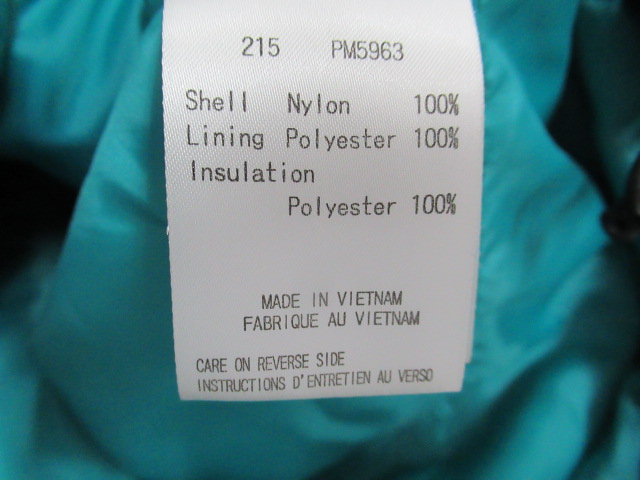 215 PM5963
Shell Nylon 100%
Lining Polyester 100%
Insulation
Polyester 100%
MADE IN VIETNAM
FABRIQUE AU VIETNAM
CARE ON REVERSE SIDE
INSTRUCTIONS D'ENTRETIEN AU VERSO